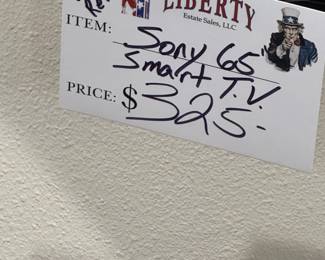 LIBERTY
Estate Sales, LLC
ITEM: Sony 65"
Smart T.V.
PRICE: $325-